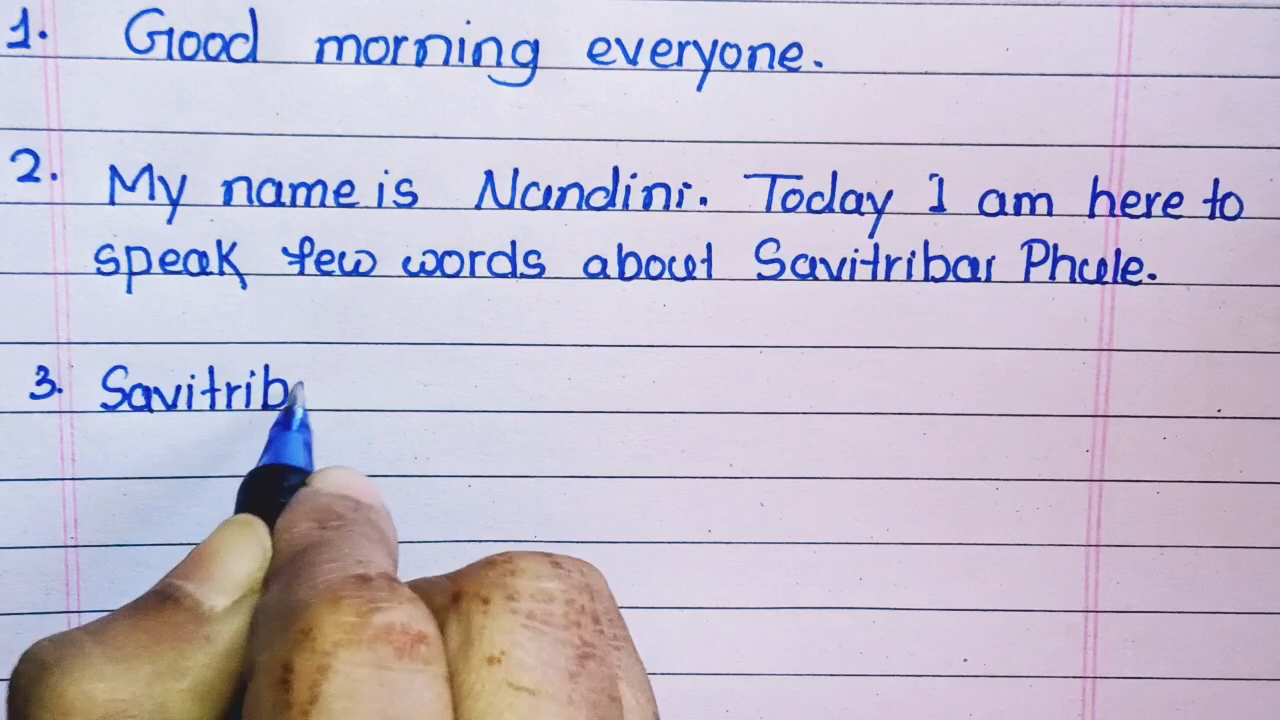 1. Good morning everyone.
2. My name is Nandini. Today I am here to
speak few words about Savitribai Phule.
3. Savitrib